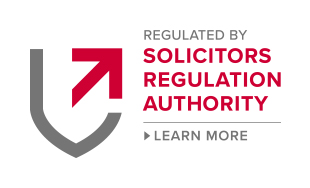 REGULATED BY
SOLICITORS
REGULATION
AUTHORITY
LEARN MORE